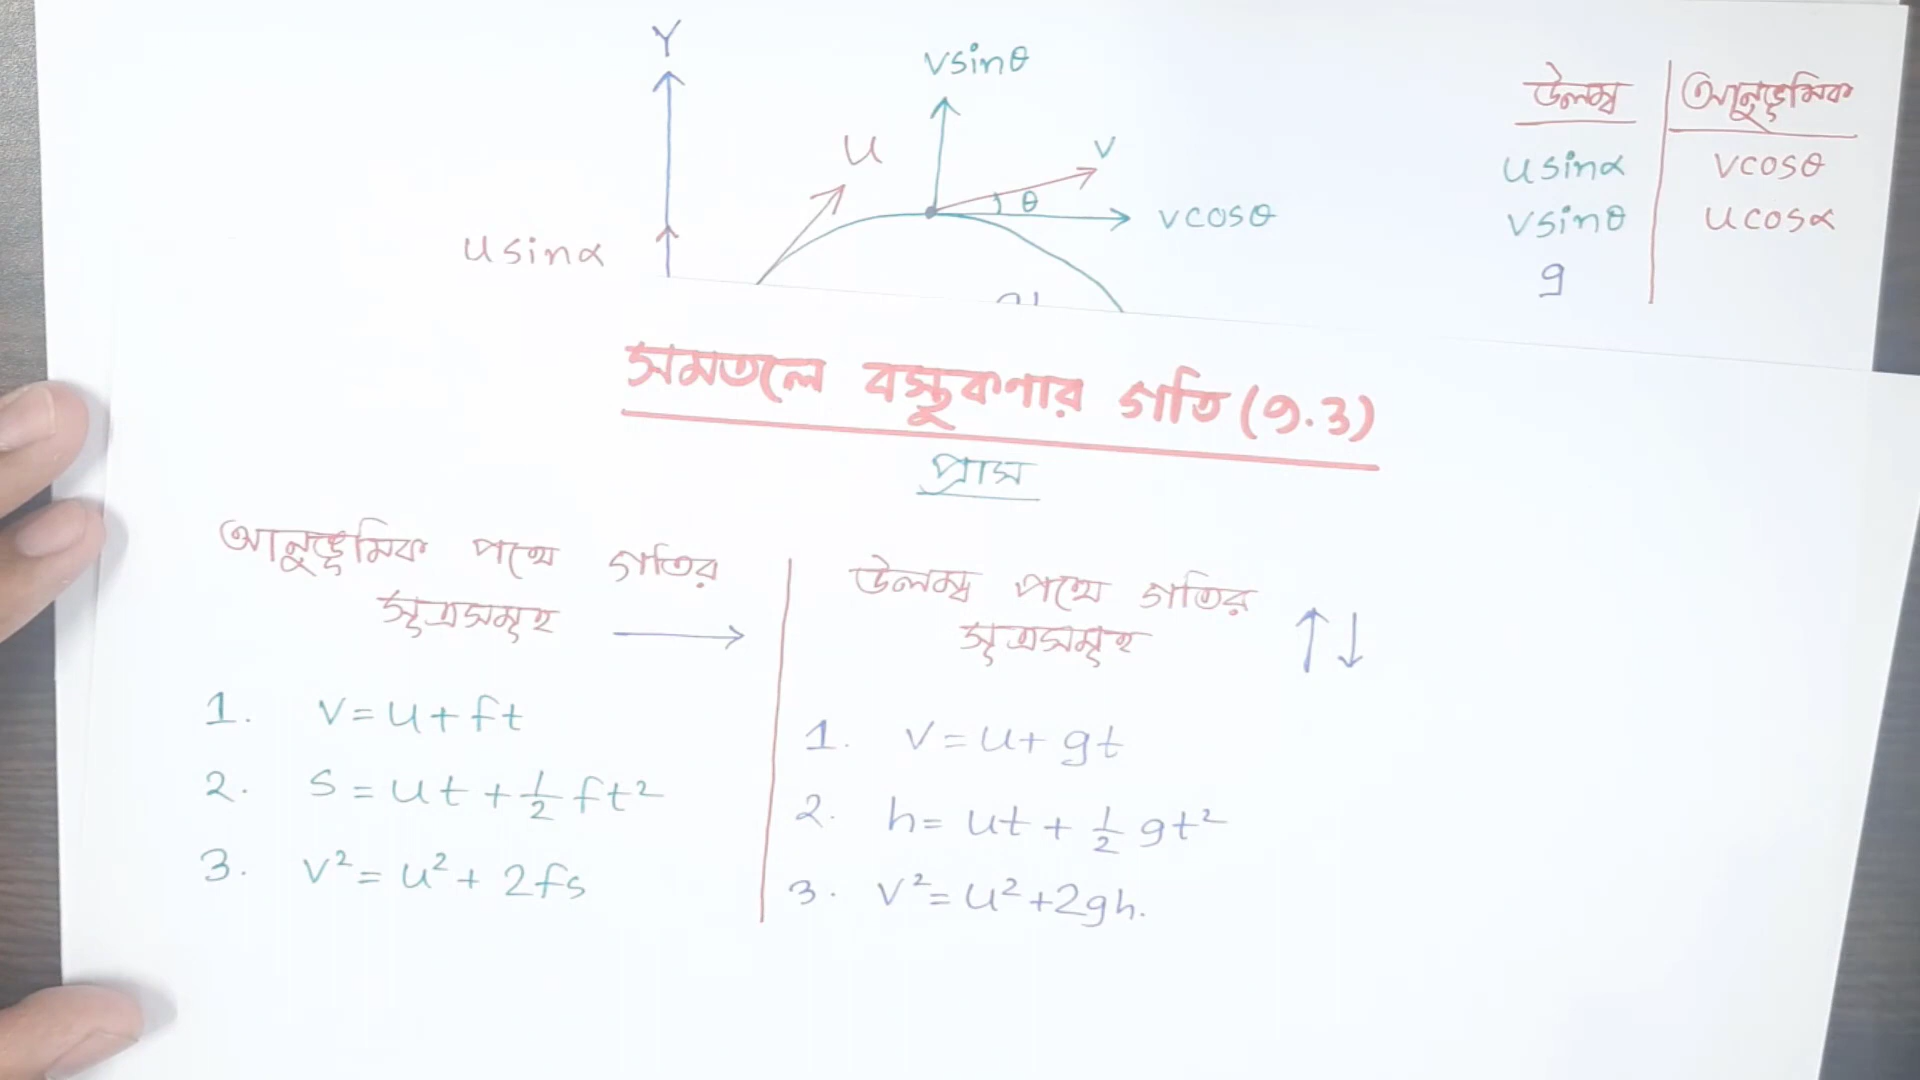 Y
vsinθ
u
v
θ
vcosθ
usinα
উলম্ব আনুভূমিক
usinα vcosθ
vsinθ ucosα
g
সমতলে বস্তুকণার গতি (9.3)
প্রাস
আনুভূমিক পথে গতির
সূত্রসমূহ
1. v=u+ft
2. s=ut+½ft²
3. v²=u²+2fs
উলম্ব পথে গতির
সূত্রসমূহ
1. v=u+gt
2. h=ut+½gt²
3. v²=u²+2gh.